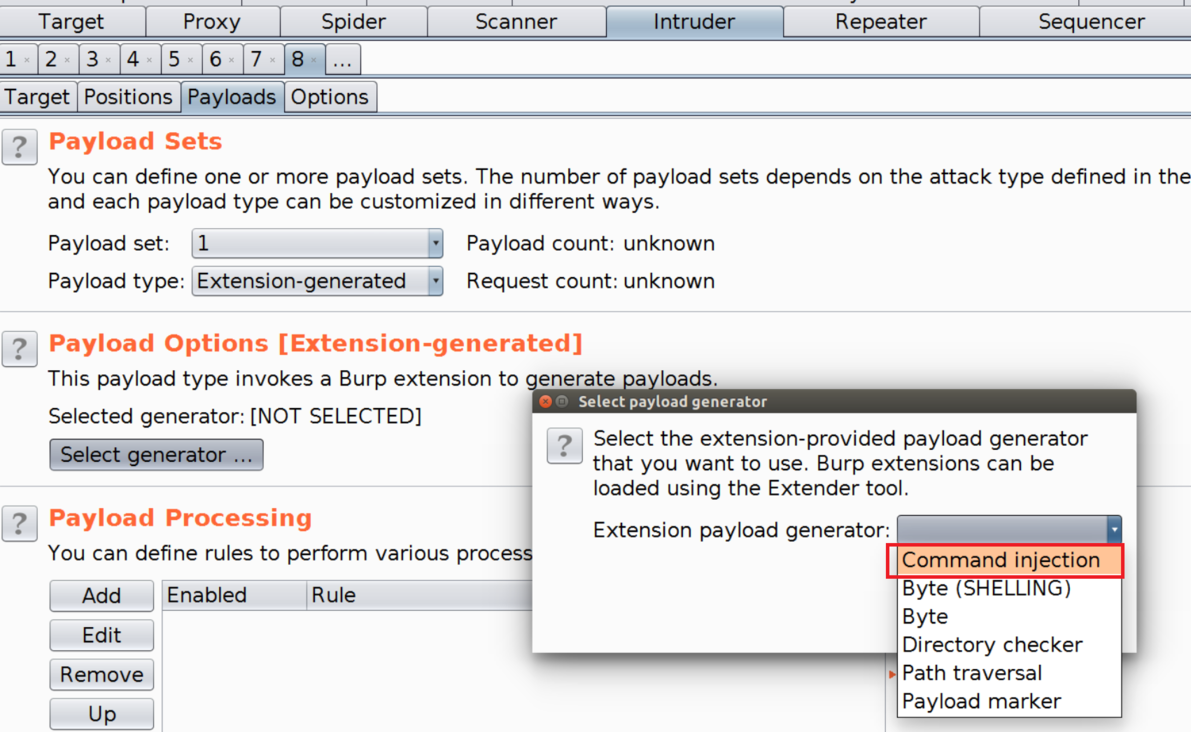 Target Proxy Spider Scanner Intruder Repeater Sequencer
1 × 2 × 3 × 4 × 5 × 6 × 7 × 8 × ...
Target Positions Payloads Options
? Payload Sets
You can define one or more payload sets. The number of payload sets depends on the attack type defined in the
and each payload type can be customized in different ways.
Payload set: 1 Payload count: unknown
Payload type: Extension-generated Request count: unknown
? Payload Options [Extension-generated]
This payload type invokes a Burp extension to generate payloads.
Selected generator: [NOT SELECTED]
Select generator ...
Select payload generator
? Select the extension-provided payload generator
that you want to use. Burp extensions can be
loaded using the Extender tool.
Extension payload generator:
Command injection
Byte (SHELLING)
Byte
Directory checker
Path traversal
Payload marker
? Payload Processing
You can define rules to perform various process
Add Enabled Rule
Edit
Remove
Up